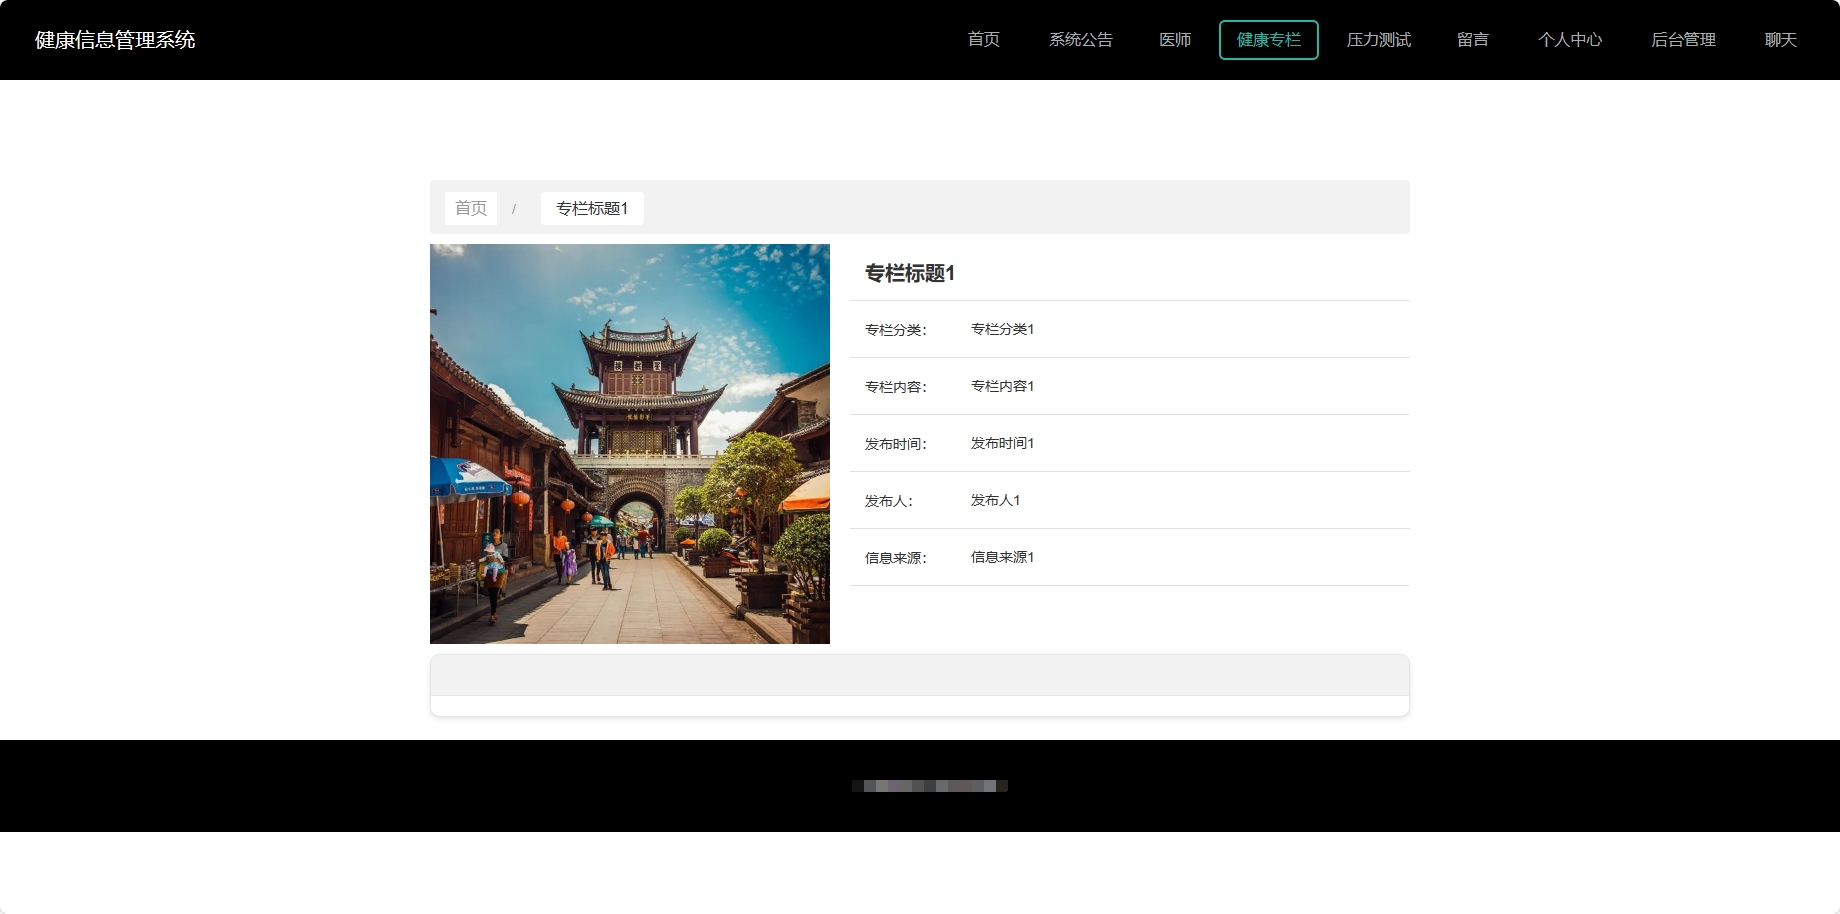 健康信息管理系统
首页 系统公告 医师 健康专栏 压力测试 留言 个人中心 后台管理 聊天
首页 / 专栏标题1
专栏标题1
专栏分类： 专栏分类1
专栏内容： 专栏内容1
发布时间： 发布时间1
发布人： 发布人1
信息来源： 信息来源1